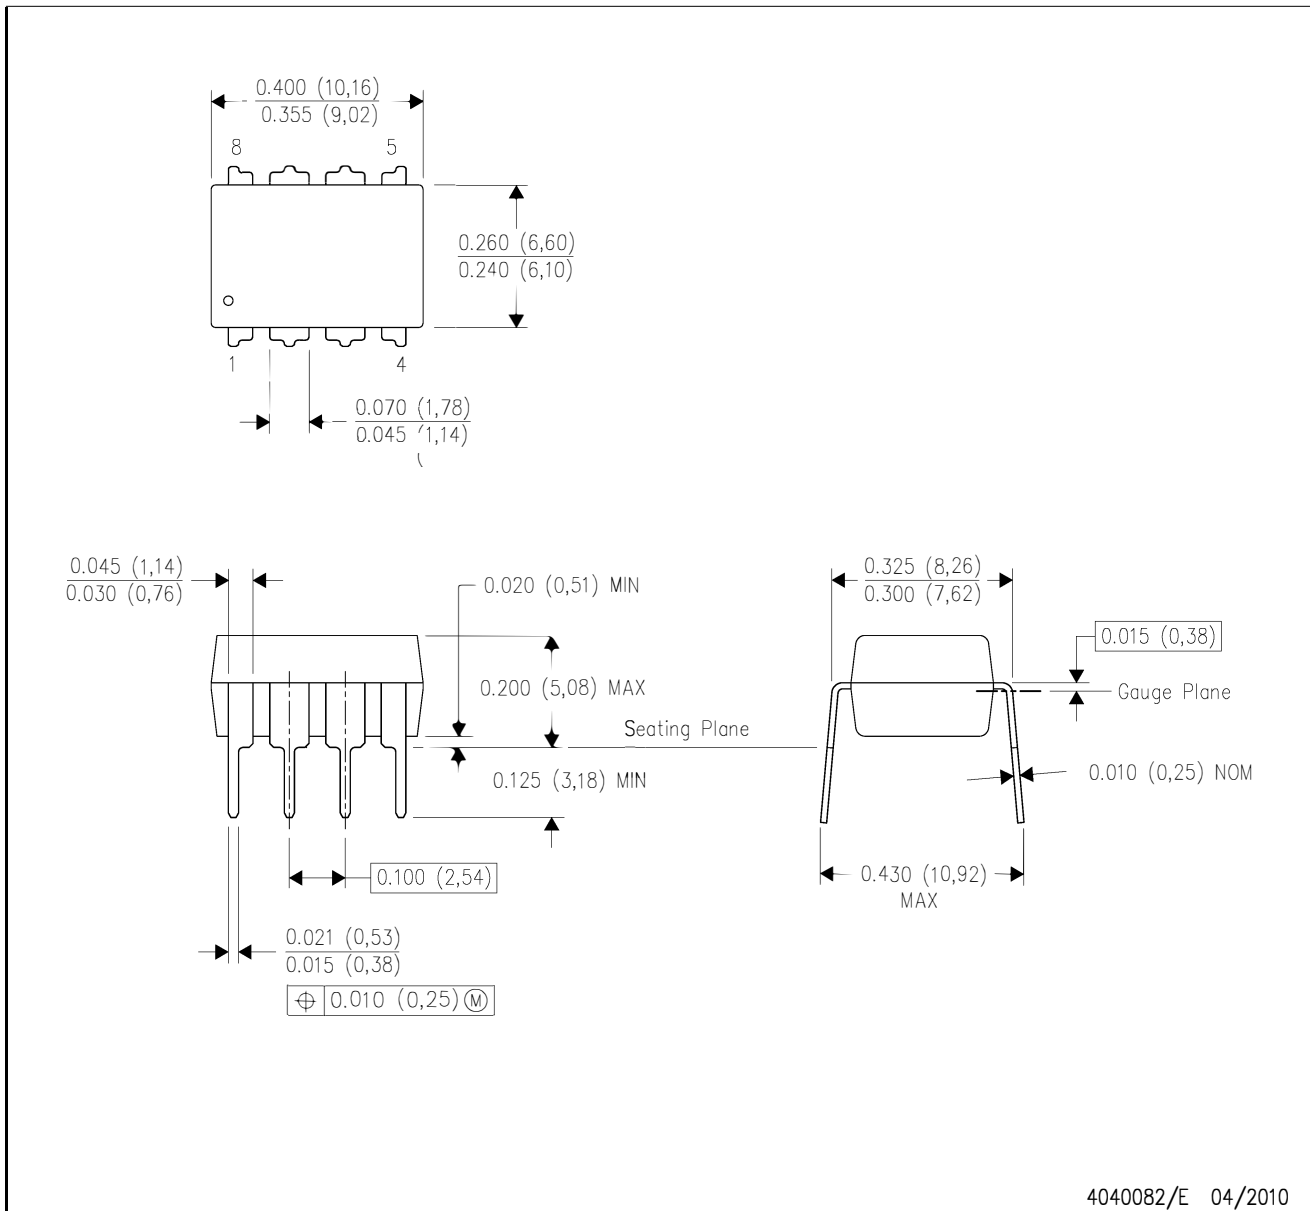 0.400 (10,16)
0.355 (9,02)
8
5
0.260 (6,60)
0.240 (6,10)
1
4
0.070 (1,78)
0.045 (1,14)
0.045 (1,14)
0.030 (0,76)
0.020 (0,51) MIN
0.325 (8,26)
0.300 (7,62)
0.015 (0,38)
0.200 (5,08) MAX
Gauge Plane
Seating Plane
0.125 (3,18) MIN
0.010 (0,25) NOM
0.100 (2,54)
0.430 (10,92)
MAX
0.021 (0,53)
0.015 (0,38)
⌖ 0.010 (0,25) Ⓜ
4040082/E 04/2010